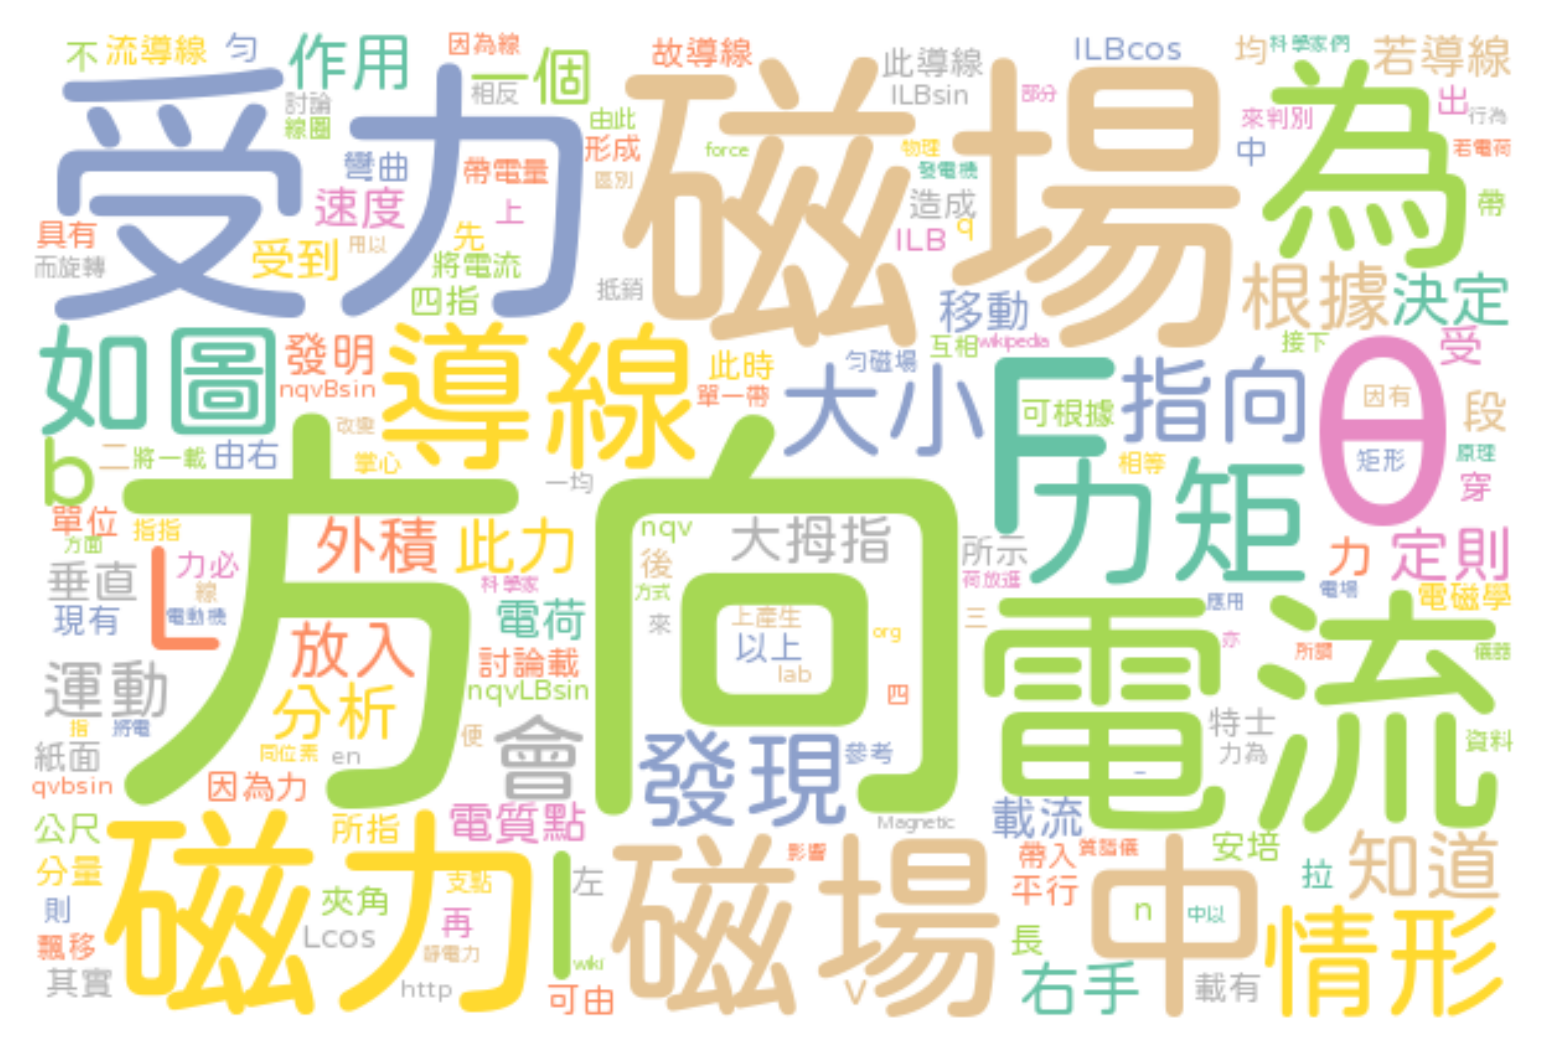 不 流導線 勻 作用 因為線 一個 故導線 此導線 ILBcos 均 科學家們 若導線
受力 討論 相反 磁場 ILBsin 部分 為 出 行為
線圈 由此 來判別
彎曲 帶電量 形成 force 物理 發電機 中 若電荷
速度 上 區別 造成 q 帶
具有 受到 用以 先 ILB
而旋轉 將電流 抵銷 根據 決定
四指 移動
如圖 發明 導線 此時 互相 wikipedia 接下 受
nqvBsin 單一帶 大小 勻磁場 F 可根據 指向 θ 因有 段
b 二 將一載 由右 改變 掌心 一均 相等 矩形 原理
單位 指指 方向 力矩 穿
方面 外積 此力 nqv 大拇指 所示 力 定則
垂直 L 力必 科學家 後 荷放進 電場 電磁學
現有 線 電動機 電荷 方式 上產生 電流 應用
放入 討論載 來 以上 org 三 亦 所謂 儀器
運動 分析 nqvLBsin lab 四
指 將電 會 便 特士
紙面 同位素 en 發現 參考 力為 資料
qvbsin 因為力 -
公尺 磁力 所指 電質點 Magnetic 載流
分量 支點 I 磁場 影響 帶入 質譜儀 中 安培 知道
則 夾角 再 左 平行 n 中以 拉
飄移 Lcos 靜電力 wiki 長 情形
其實 http 可由 V 右手 載有